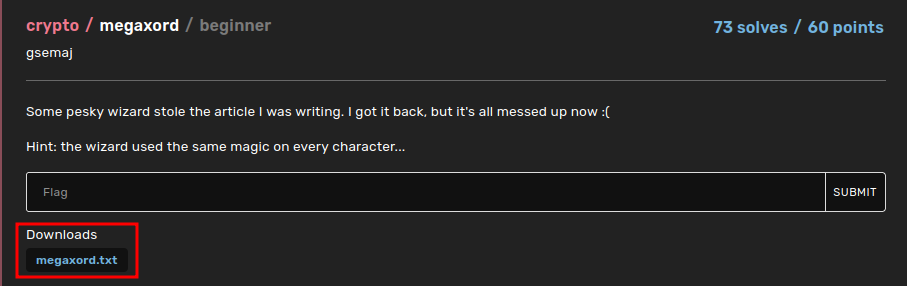 crypto / megaxord / beginner
73 solves / 60 points
gsemaj
Some pesky wizard stole the article I was writing. I got it back, but it's all messed up now :(
Hint: the wizard used the same magic on every character...
Flag
SUBMIT
Downloads
megaxord.txt